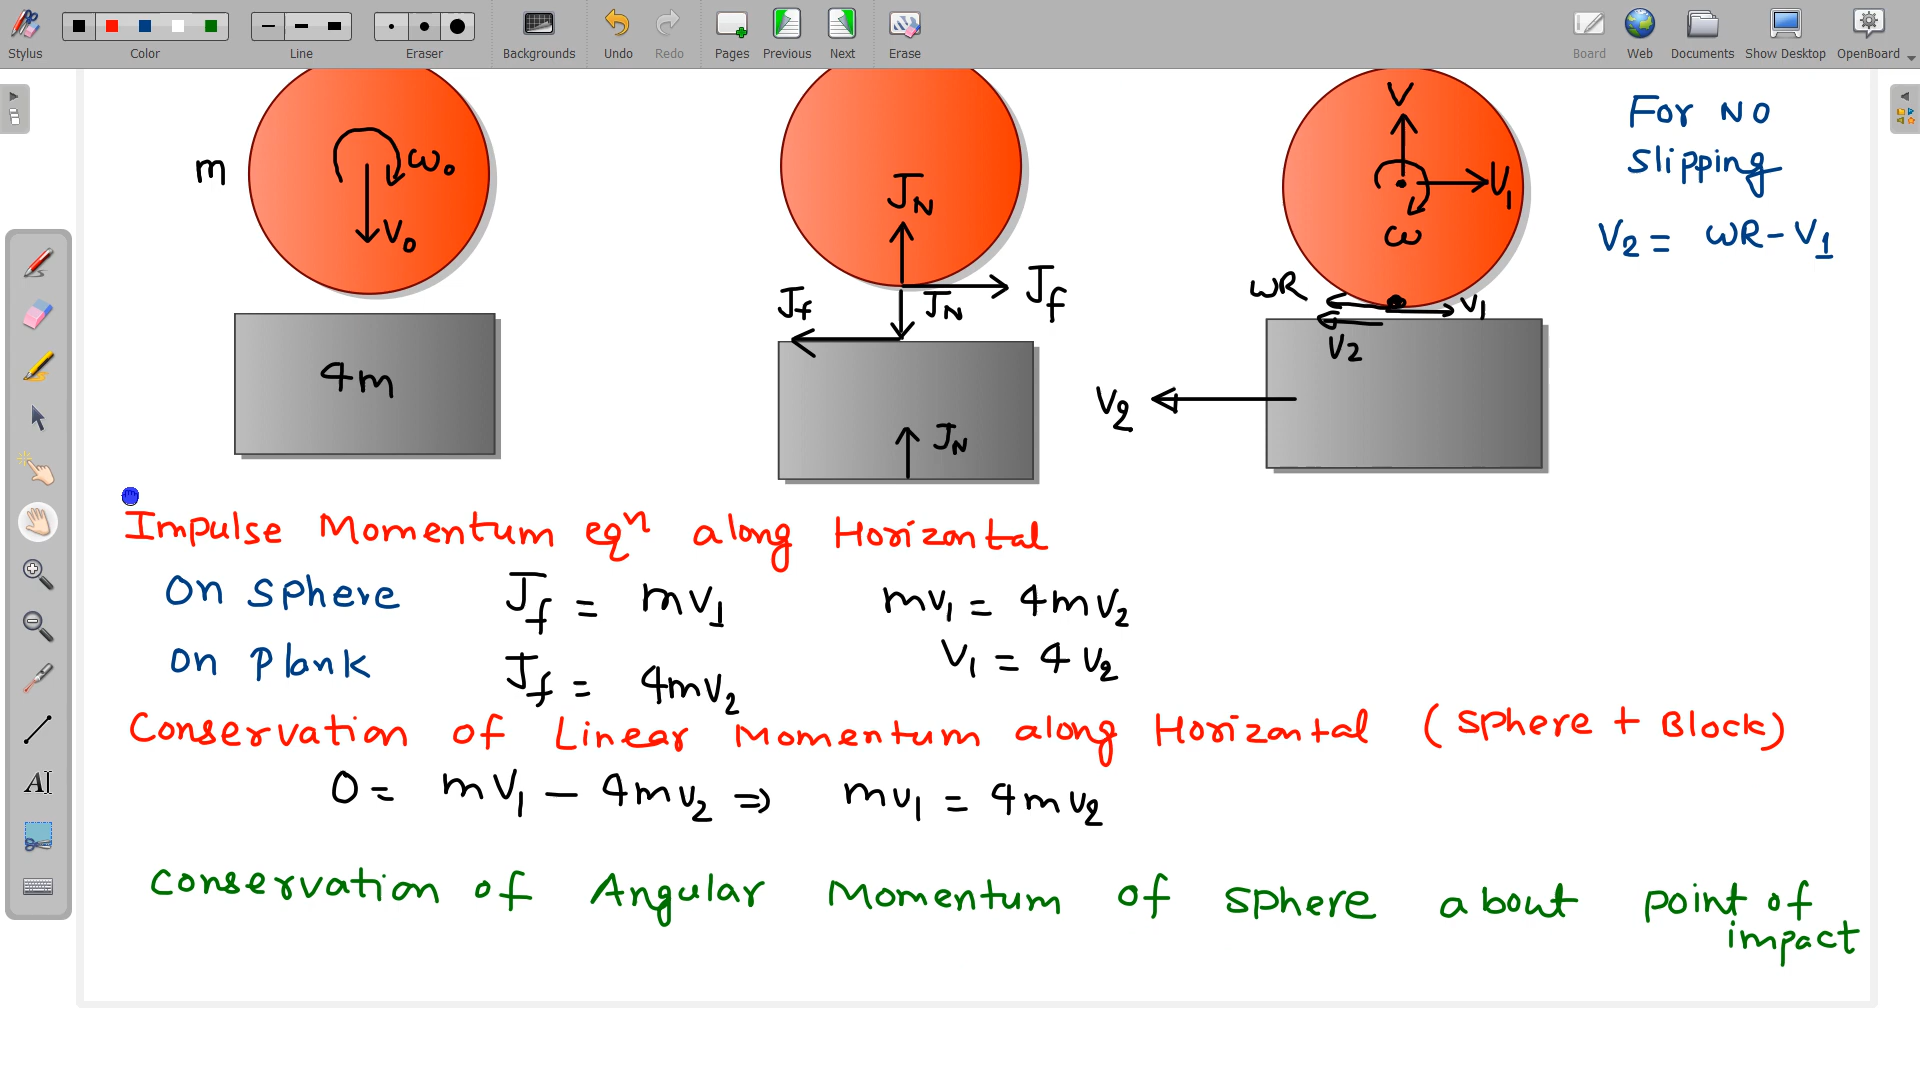 Stylus Color Line Eraser Backgrounds Undo Redo Pages Previous Next Erase Board Web Documents Show Desktop OpenBoard
m
ω₀
V₀
4m
J_N
J_f
J_f
J_N
J_N
V
V₁
ω
ωR
V₁
V₂
V₂
For NO
slipping
V₂ = ωR - V₁
Impulse Momentum eqⁿ along Horizontal
On sphere J_f = mV₁ mv₁ = 4mV₂
on plank J_f = 4mV₂ V₁ = 4V₂
Conservation of Linear Momentum along Horizontal (sphere + Block)
0 = mV₁ - 4mv₂ ⇒ mv₁ = 4mv₂
Conservation of Angular Momentum of sphere about point of
impact
AI